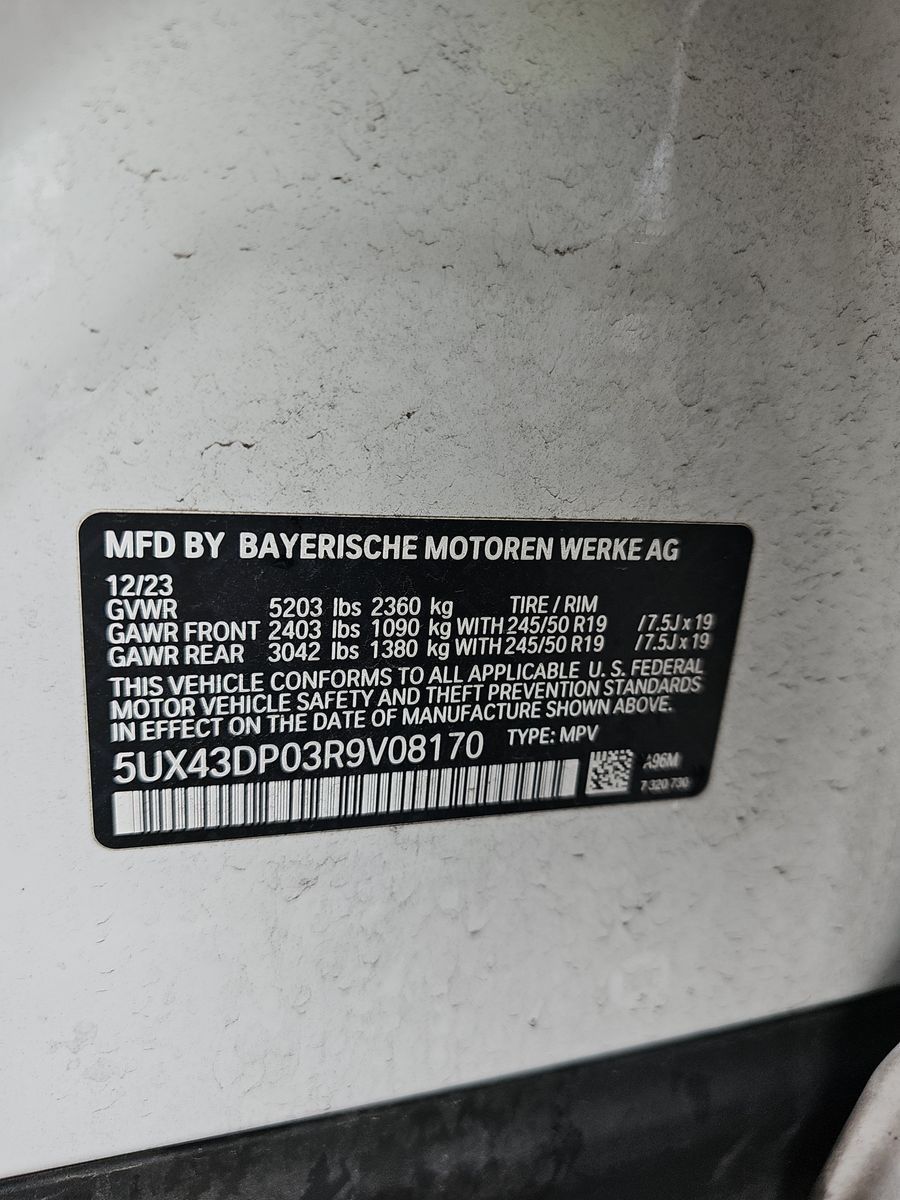 MFD BY BAYERISCHE MOTOREN WERKE AG
12/23
GVWR 5203 lbs 2360 kg TIRE / RIM
GAWR FRONT 2403 lbs 1090 kg WITH 245/50 R19 /7.5J x 19
GAWR REAR 3042 lbs 1380 kg WITH 245/50 R19 /7.5J x 19
THIS VEHICLE CONFORMS TO ALL APPLICABLE U. S. FEDERAL
MOTOR VEHICLE SAFETY AND THEFT PREVENTION STANDARDS
IN EFFECT ON THE DATE OF MANUFACTURE SHOWN ABOVE.
5UX43DP03R9V08170 TYPE: MPV
A96M
7 320 730